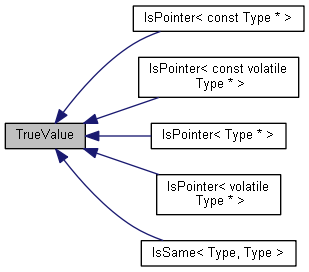 IsPointer< const Type * >
IsPointer< const volatile
Type * >
TrueValue
IsPointer< Type * >
IsPointer< volatile
Type * >
IsSame< Type, Type >